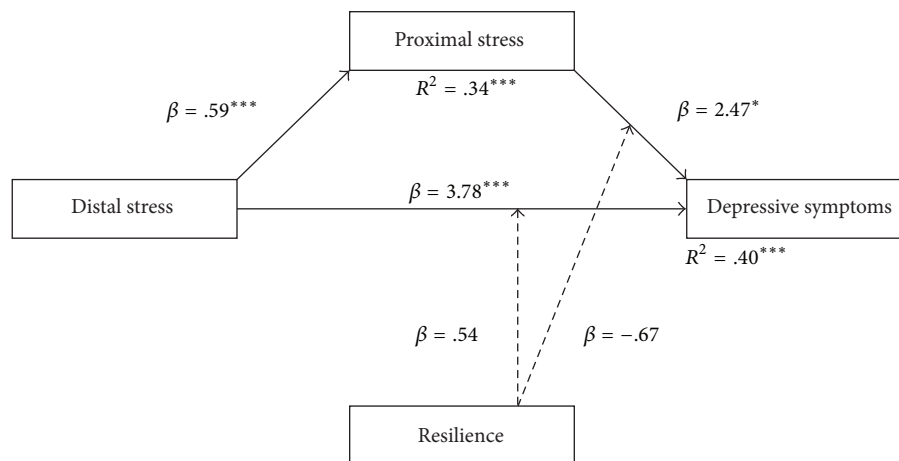 Proximal stress
R² = .34***
β = .59***
β = 2.47*
Distal stress
β = 3.78***
Depressive symptoms
R² = .40***
β = .54
β = −.67
Resilience